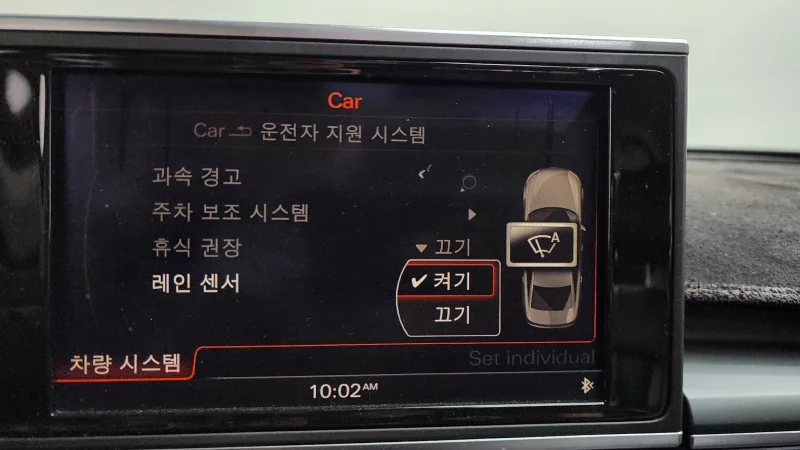 Car
Car 운전자 지원 시스템
과속 경고
주차 보조 시스템
휴식 권장 끄기
레인 센서 켜기
끄기
A
차량 시스템 Set individual
10:02 AM